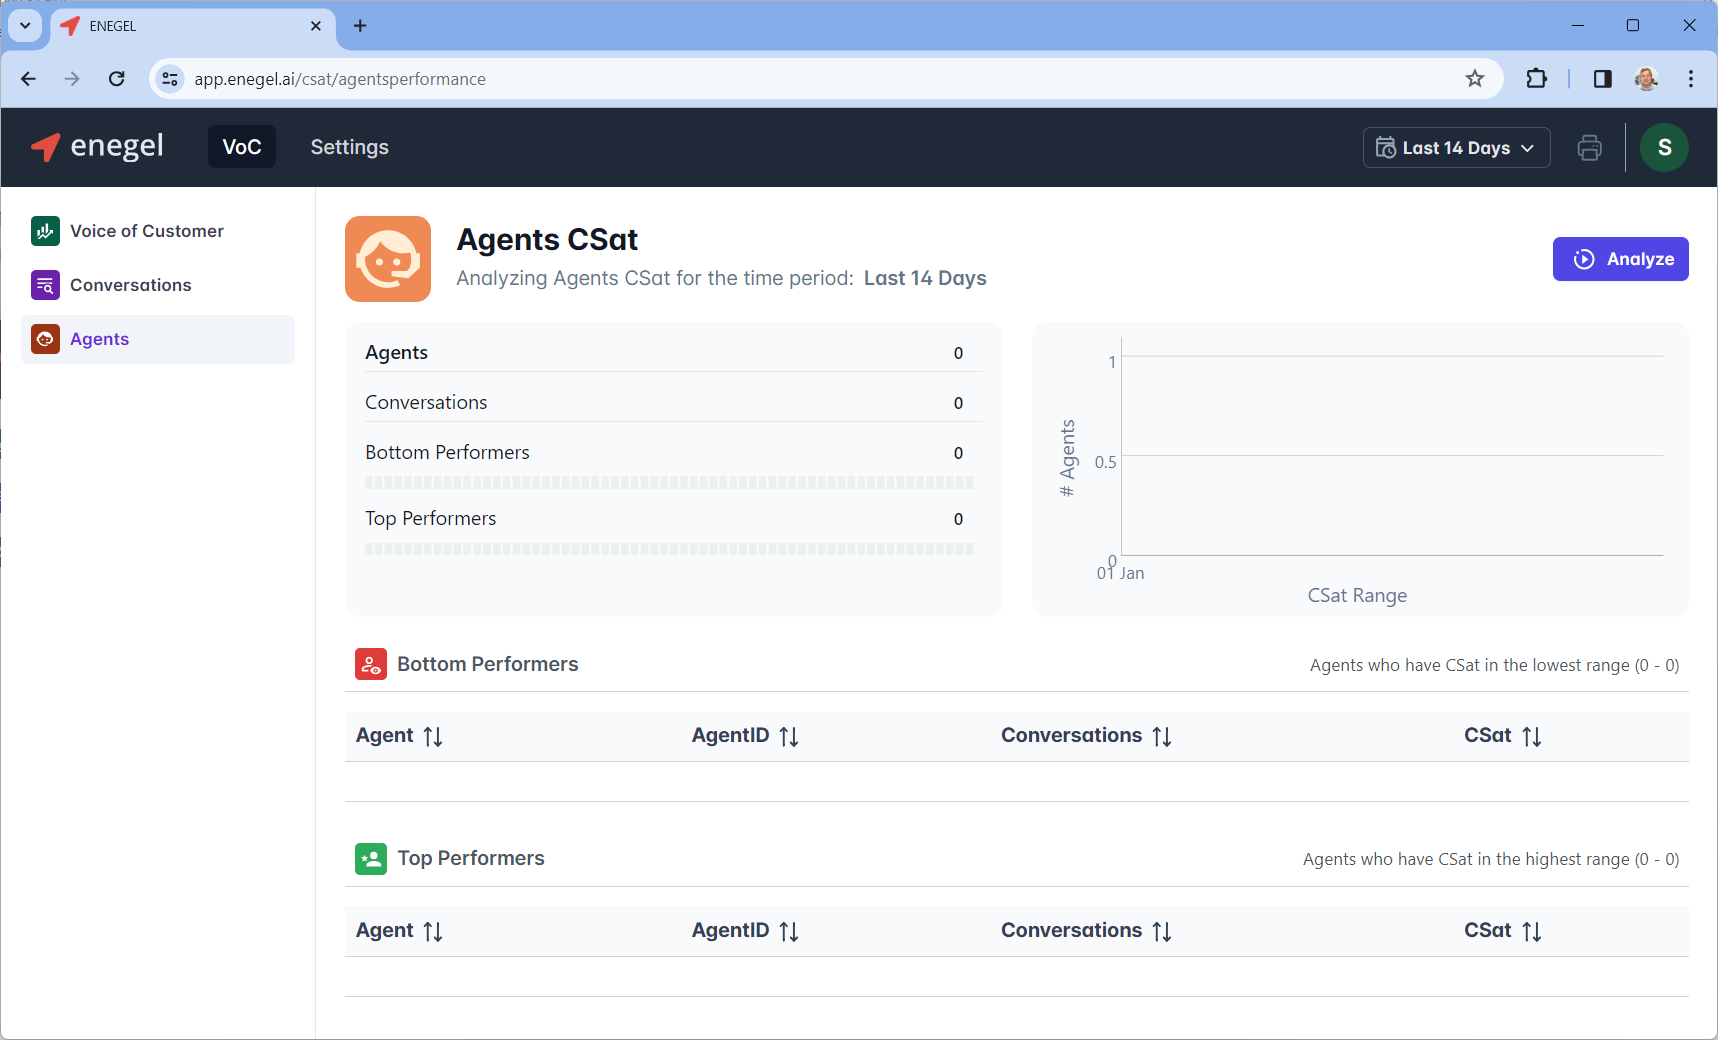 ENEGEL
app.enegel.ai/csat/agentsperformance
enegel
VoC
Settings
Last 14 Days
S
Voice of Customer
Conversations
Agents
Agents CSat
Analyzing Agents CSat for the time period: Last 14 Days
Analyze
Agents 0
Conversations 0
Bottom Performers 0
Top Performers 0
# Agents
1
0.5
0
01 Jan
CSat Range
Bottom Performers
Agents who have CSat in the lowest range (0 - 0)
Agent AgentID Conversations CSat
Top Performers
Agents who have CSat in the highest range (0 - 0)
Agent AgentID Conversations CSat